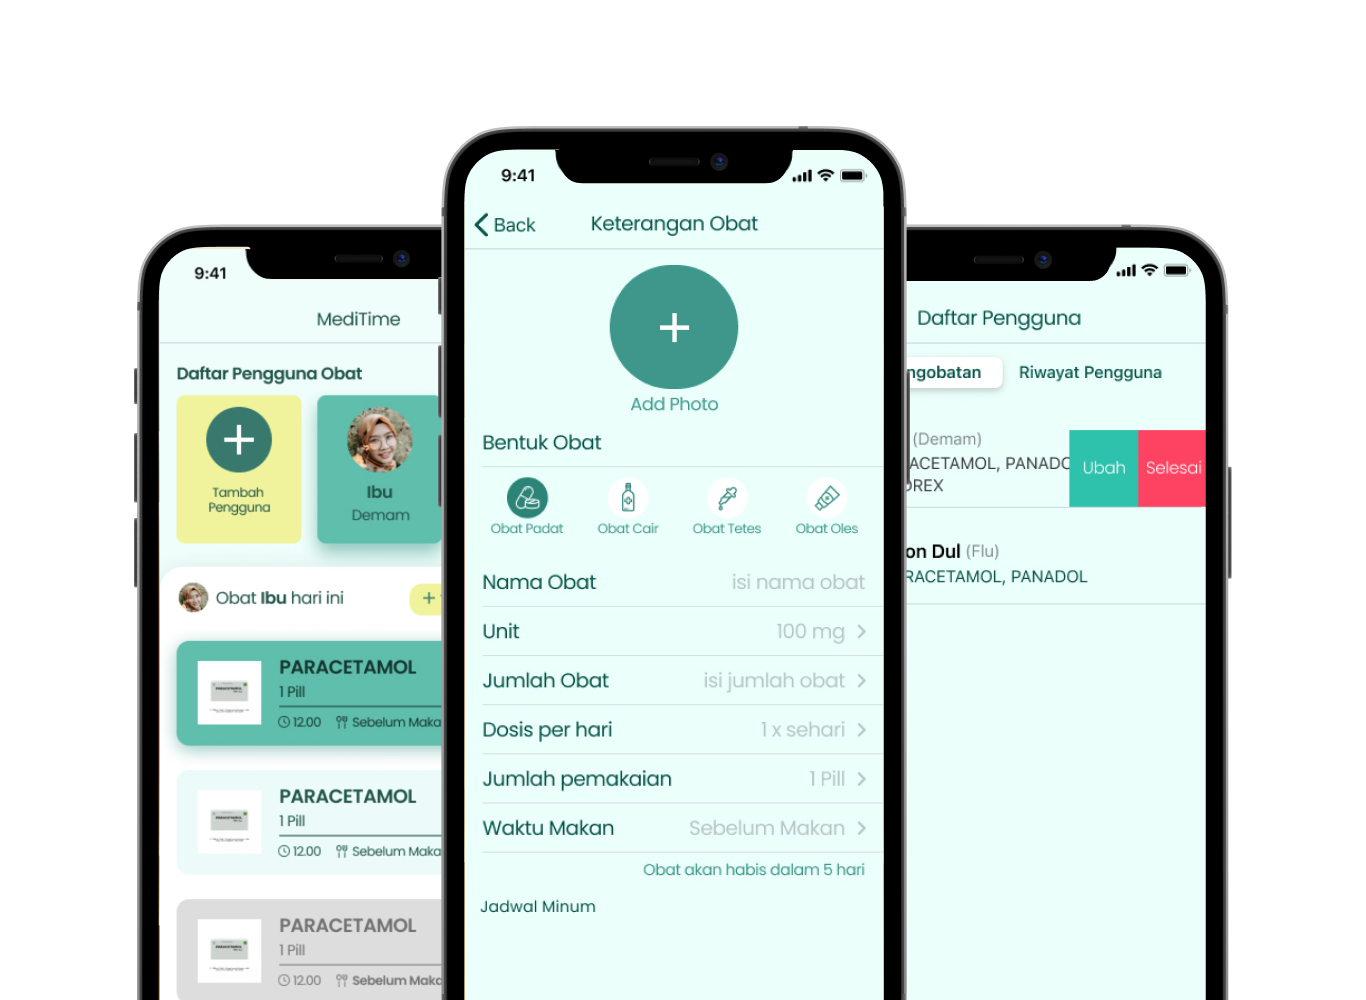 9:41
MediTime
Daftar Pengguna Obat
Tambah
Pengguna
Ibu
Demam
Obat Ibu hari ini
+
PARACETAMOL
1 Pill
12.00 Sebelum Maka
PARACETAMOL
1 Pill
12.00 Sebelum Maka
PARACETAMOL
1 Pill
12.00 Sebelum Maka
9:41
Back
Keterangan Obat
Add Photo
Bentuk Obat
Obat Padat
Obat Cair
Obat Tetes
Obat Oles
Nama Obat isi nama obat
Unit 100 mg
Jumlah Obat isi jumlah obat
Dosis per hari 1 x sehari
Jumlah pemakaian 1 Pill
Waktu Makan Sebelum Makan
Obat akan habis dalam 5 hari
Jadwal Minum
Daftar Pengguna
ngobatan
Riwayat Pengguna
(Demam)
ACETAMOL, PANADO
OREX
Ubah
Selesai
on Dul (Flu)
RACETAMOL, PANADOL